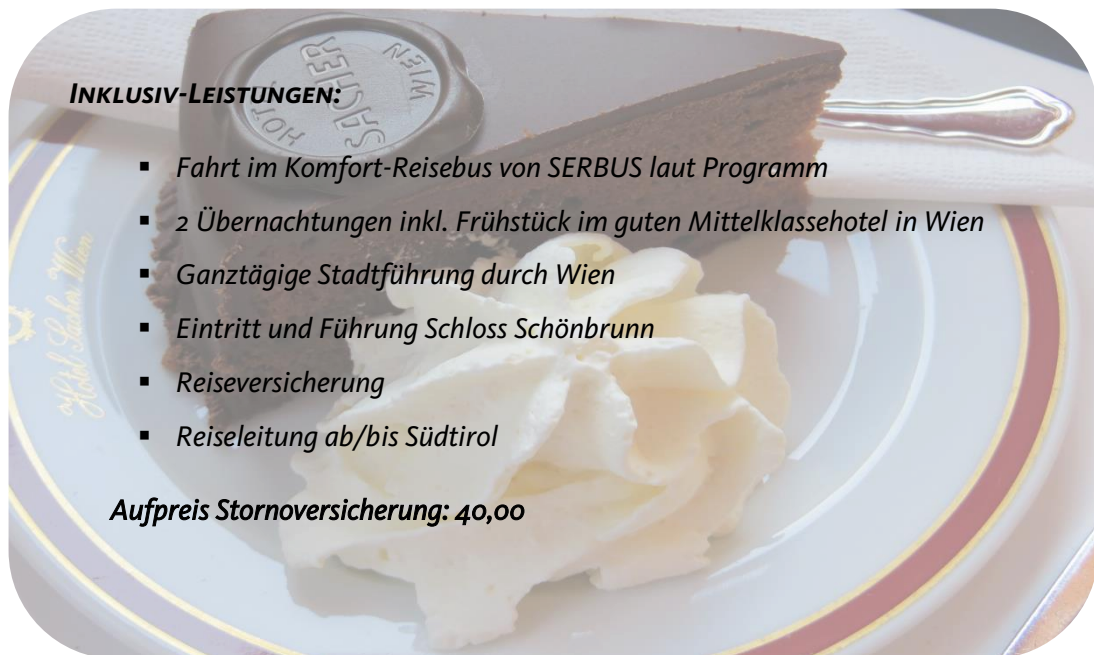 INKLUSIV-LEISTUNGEN:
▪ Fahrt im Komfort-Reisebus von SERBUS laut Programm
▪ 2 Übernachtungen inkl. Frühstück im guten Mittelklassehotel in Wien
▪ Ganztägige Stadtführung durch Wien
▪ Eintritt und Führung Schloss Schönbrunn
▪ Reiseversicherung
▪ Reiseleitung ab/bis Südtirol
Aufpreis Stornoversicherung: 40,00
HOTEL
SACHER
WIEN
Hotel Sacher Wien